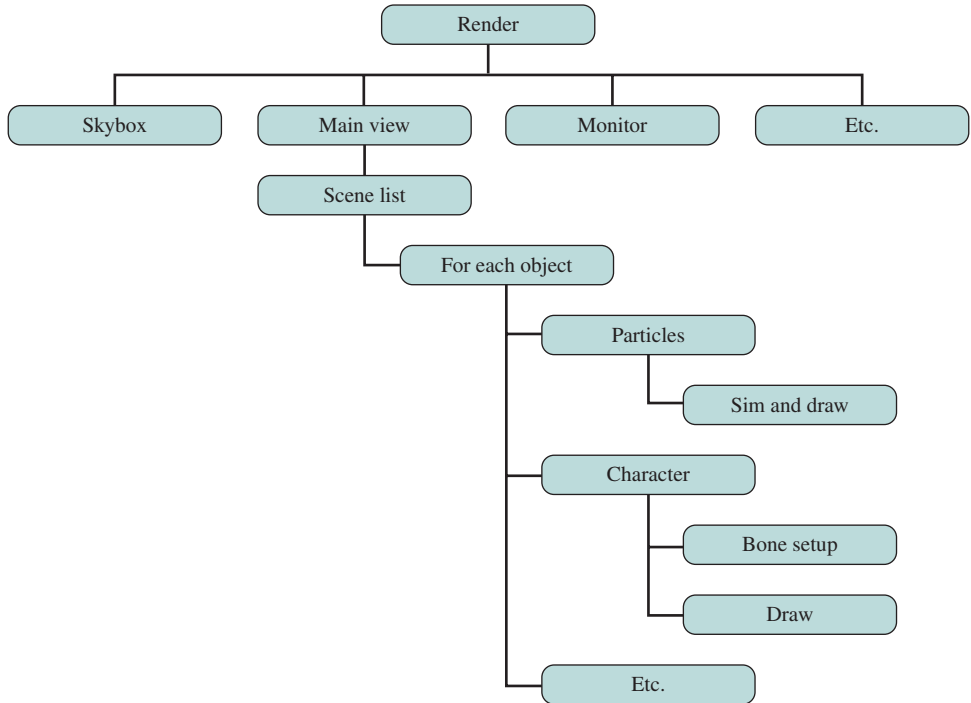 Render
Skybox
Main view
Monitor
Etc.
Scene list
For each object
Particles
Sim and draw
Character
Bone setup
Draw
Etc.